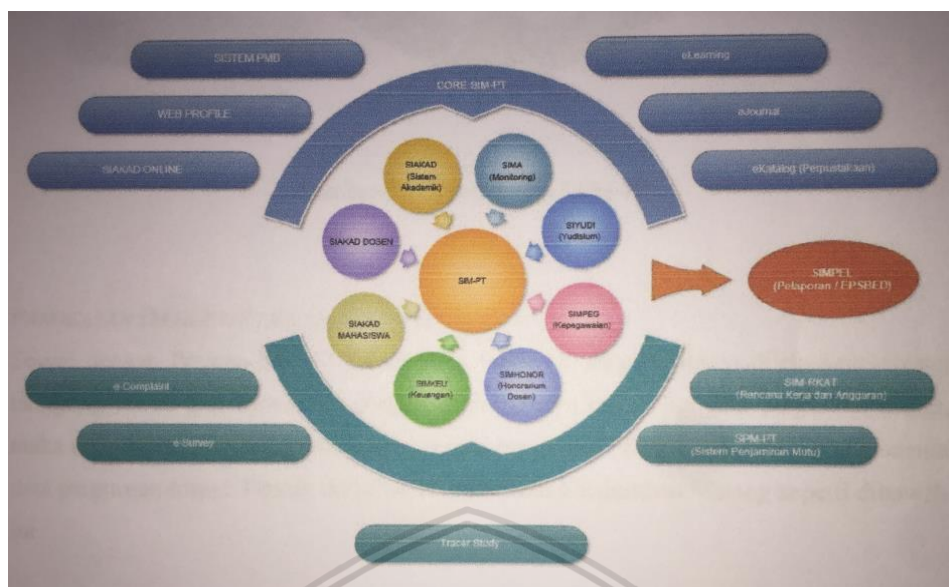 SISTEM PMB
eLearning
CORE SIM-PT
WEB PROFILE
eJournal
SIAKAD ONLINE
eKatalog (Perpustakaan)
SIAKAD
(Sistem
Akademik)
SIMA
(Monitoring)
SIAKAD DOSEN
SIYUDI
(Yudisium)
SIM-PT
SIMPEL
(Pelaporan / EPSBED)
SIAKAD
MAHASISWA
SIMPEG
(Kepegawaian)
SIMKEU
(Keuangan)
SIMHONOR
(Honorarium
Dosen)
e-Complaint
SIM-RKAT
(Rencana Kerja dan Anggaran)
e-Survey
SPM-PT
(Sistem Penjaminan Mutu)
Tracer Study